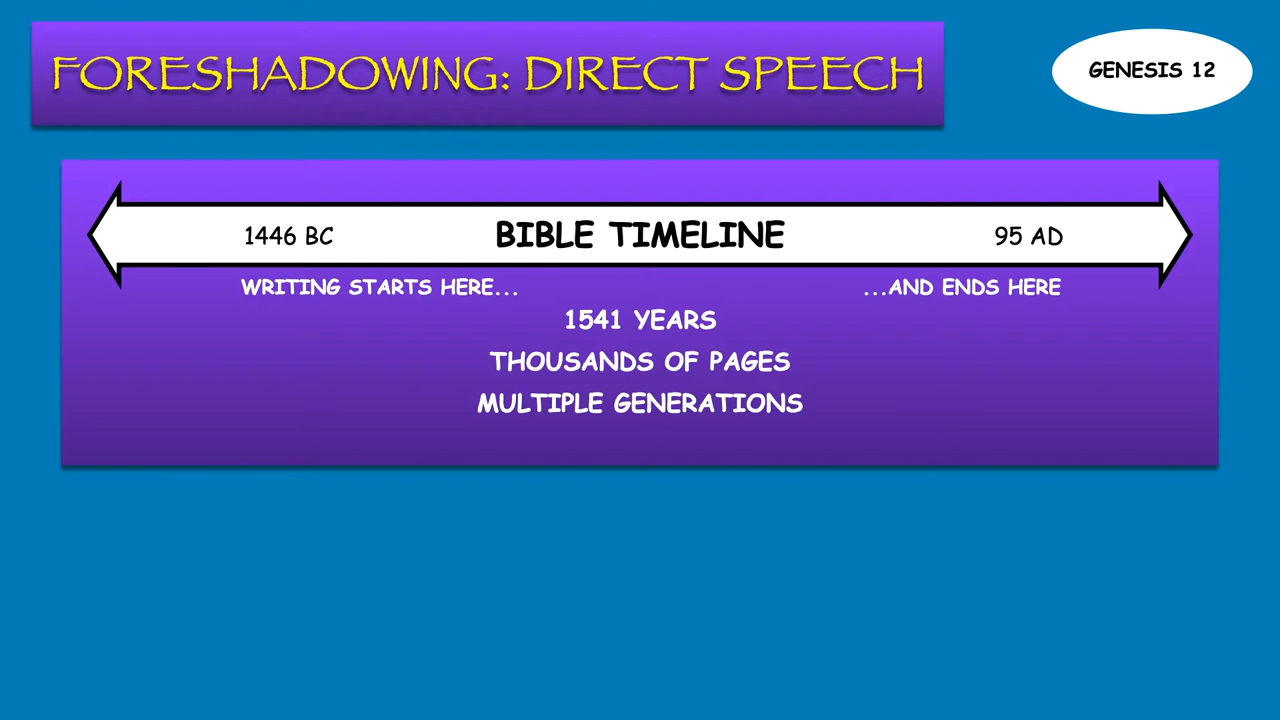 FORESHADOWING: DIRECT SPEECH
GENESIS 12
1446 BC BIBLE TIMELINE 95 AD
WRITING STARTS HERE... ...AND ENDS HERE
1541 YEARS
THOUSANDS OF PAGES
MULTIPLE GENERATIONS